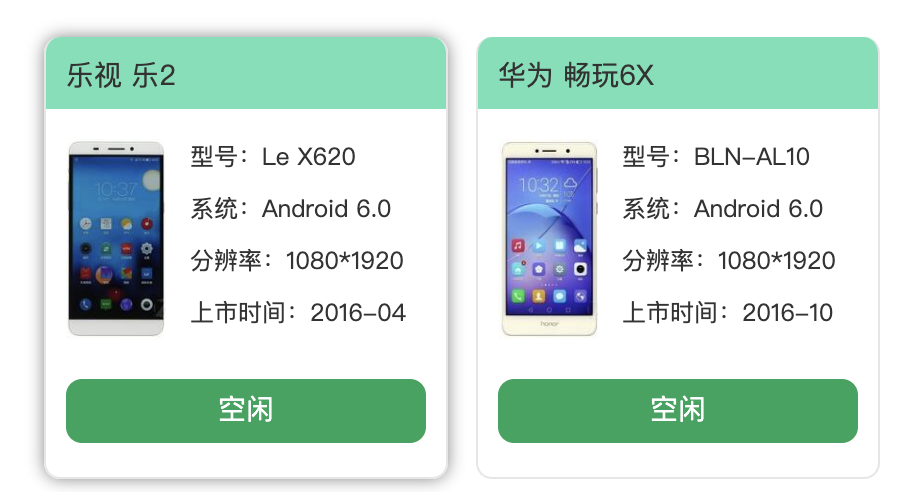 乐视 乐2
型号：Le X620
系统：Android 6.0
分辨率：1080*1920
上市时间：2016-04
空闲
华为 畅玩6X
型号：BLN-AL10
系统：Android 6.0
分辨率：1080*1920
上市时间：2016-10
空闲
10:37
10:32
honor